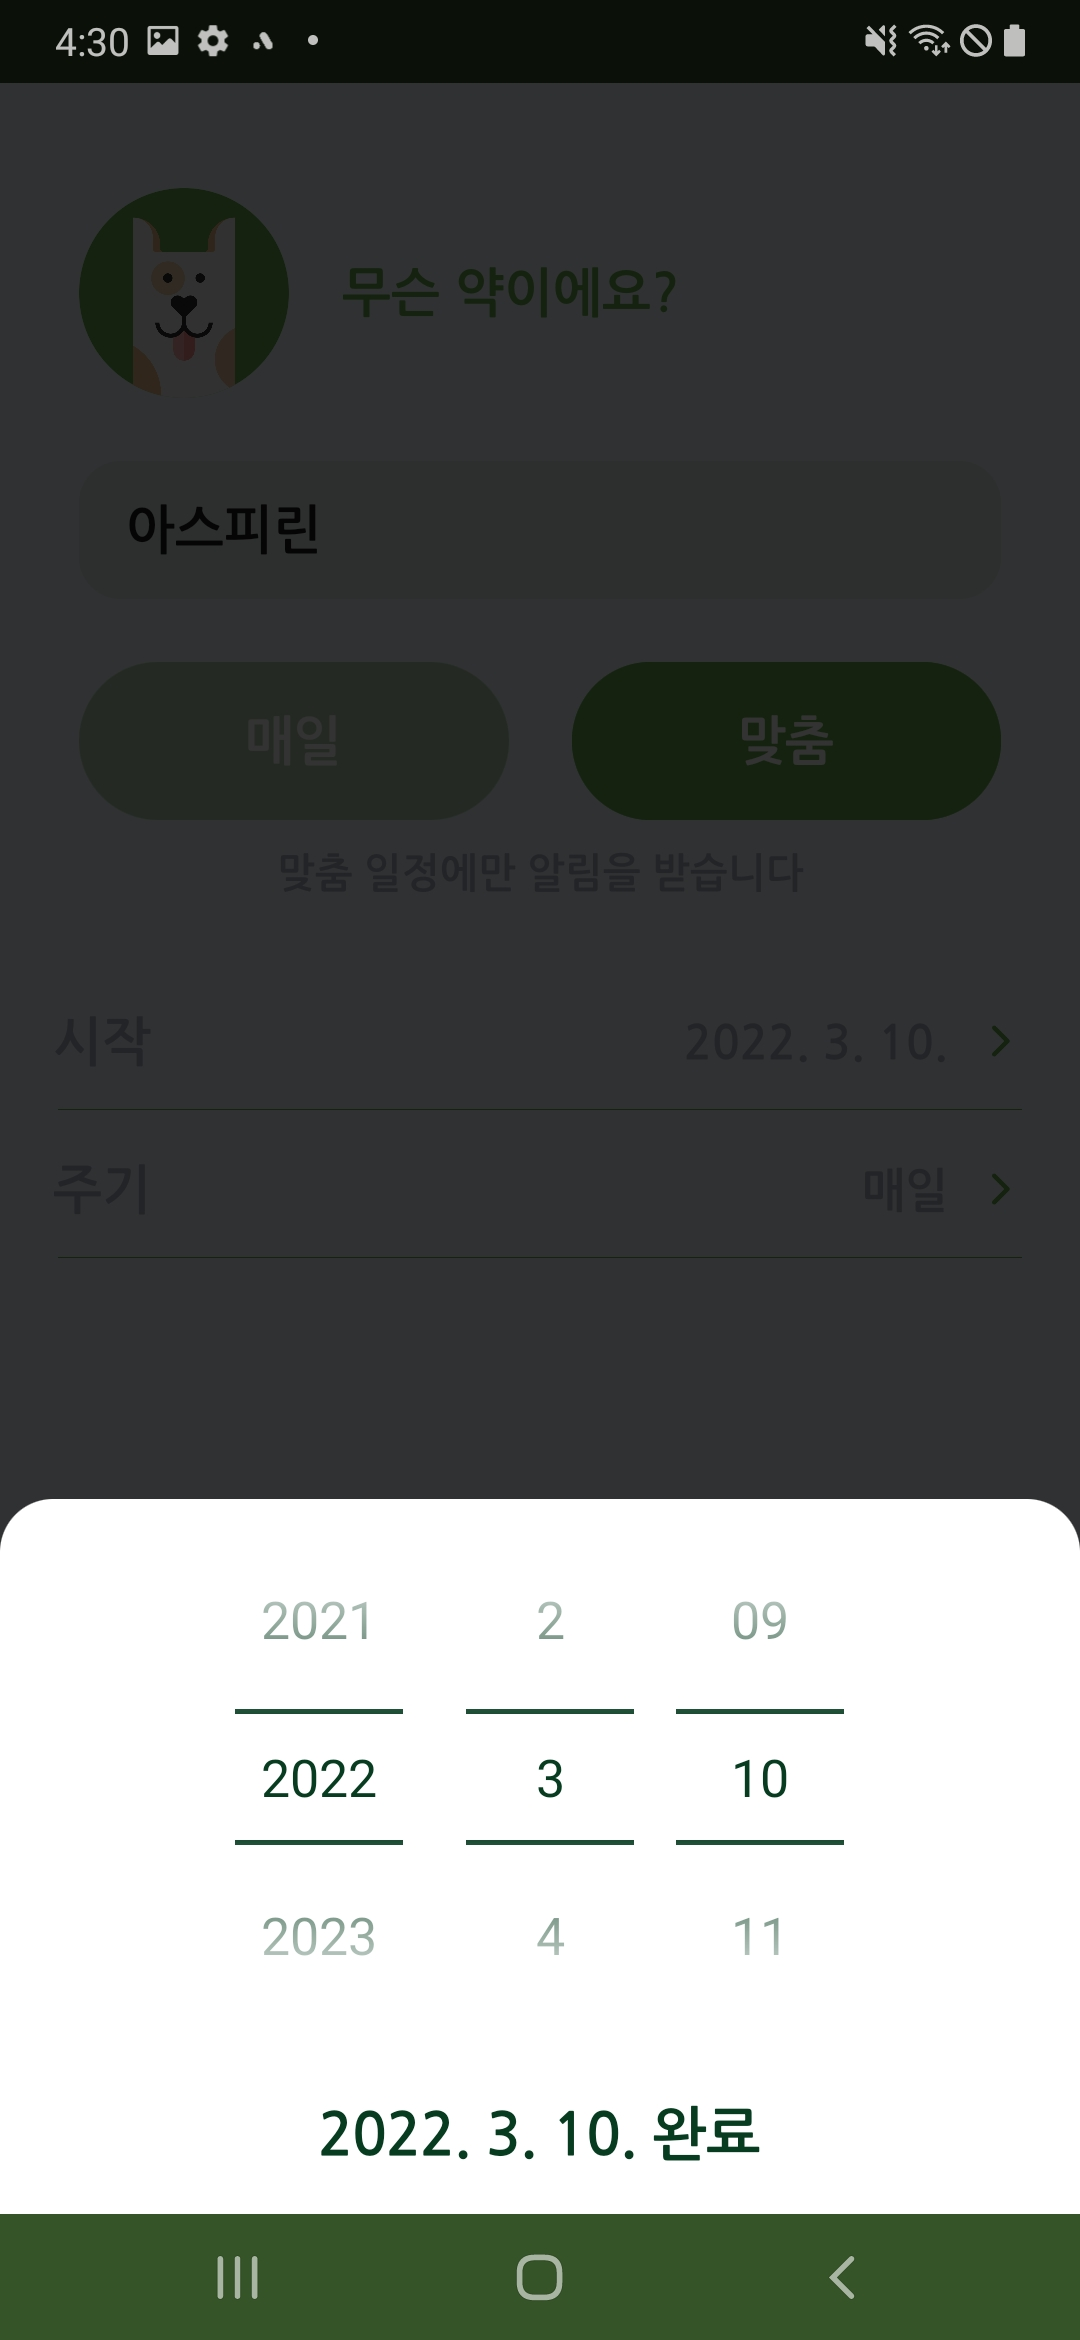 4:30
무슨 약이에요?
아스피린
매일 맞춤
맞춤 일정에만 알림을 받습니다
시작 2022. 3. 10.
주기 매일
2021 2 09
2022 3 10
2023 4 11
2022. 3. 10. 완료